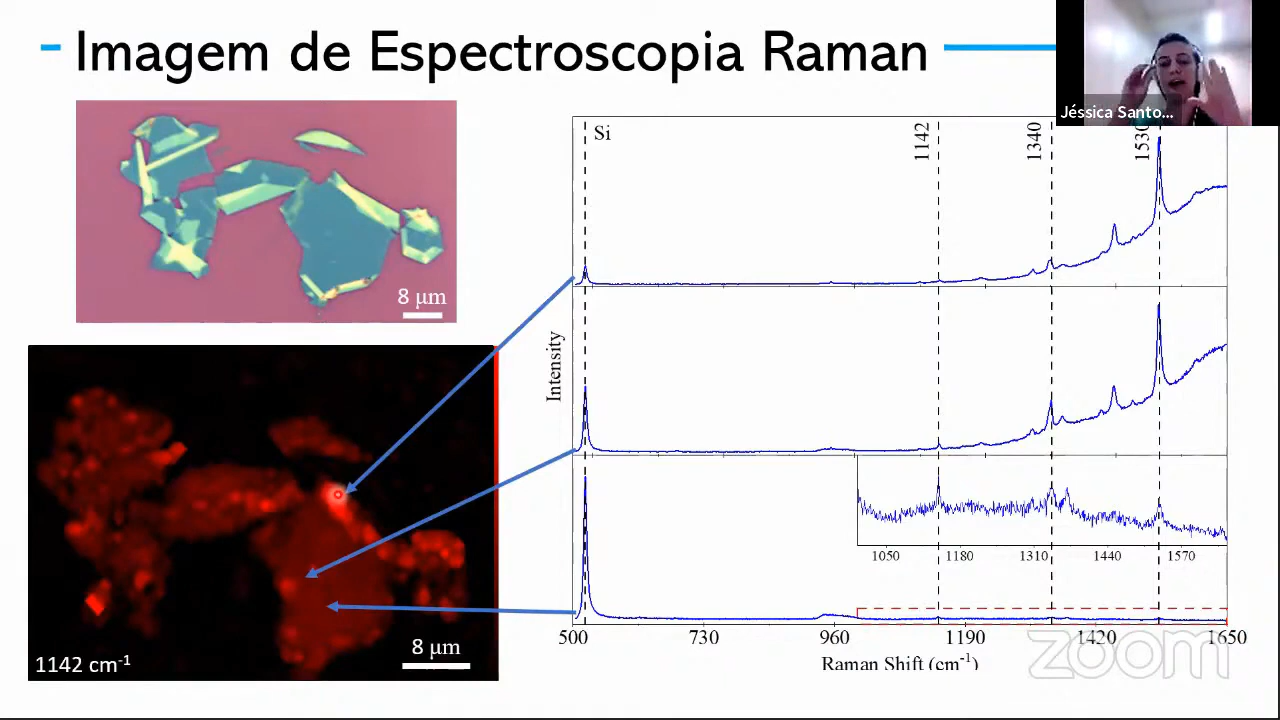 Imagem de Espectroscopia Raman
Jéssica Santo...
8 μm
1142 cm⁻¹
8 μm
Si
1142
1340
1530
Intensity
1050 1180 1310 1440 1570
500 730 960 1190 1420 1650
Raman Shift (cm⁻¹)
zoom